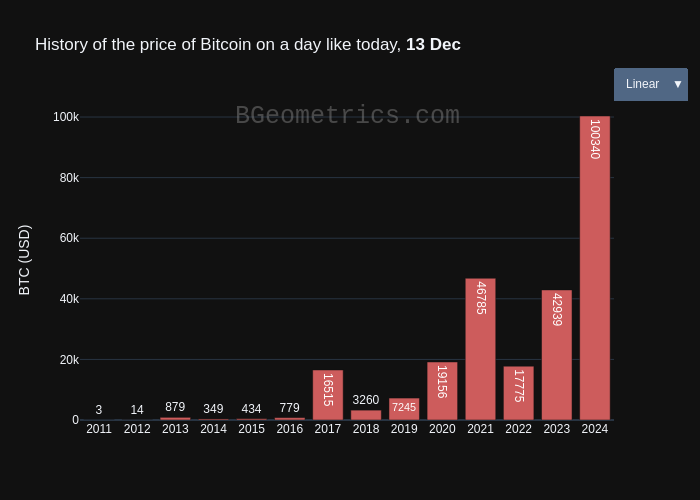 History of the price of Bitcoin on a day like today, 13 Dec
Linear ▼
BGeometrics.com
BTC (USD)
100k
80k
60k
40k
20k
0
3
14
879
349
434
779
16515
3260
7245
19156
46785
17775
42939
100340
2011 2012 2013 2014 2015 2016 2017 2018 2019 2020 2021 2022 2023 2024